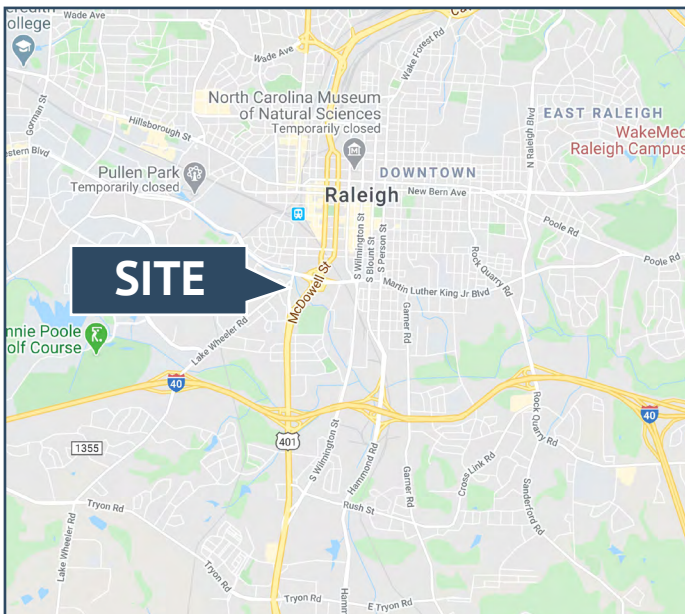 eredith
ollege
Wade Ave
Ca
Wade Ave
Wake Forest Rd
North Carolina Museum
of Natural Sciences
Temporarily closed
Gorman St
Hillsborough St
N Raleigh Blvd
EAST RALEIGH
WakeMed
Raleigh Campus
estern Blvd
Pullen Park
Temporarily closed
DOWNTOWN
Raleigh
New Bern Ave
Poole Rd
S Wilmington St
S Blount St
S Person St
Rock Quarry Rd
Poole Rd
SITE
McDowell St
Martin Luther King Jr Blvd
Garner Rd
nnie Poole
olf Course
Lake Wheeler Rd
40
40
401
1355
S Wilmington St
Hammond Rd
Garner Rd
Cross Link Rd
Rock Quarry Rd
Sanderford Rd
Tryon Rd
Rush St
Lake Wheeler Rd
Tryon Rd
Tryon Rd
Hamm
E Tryon Rd